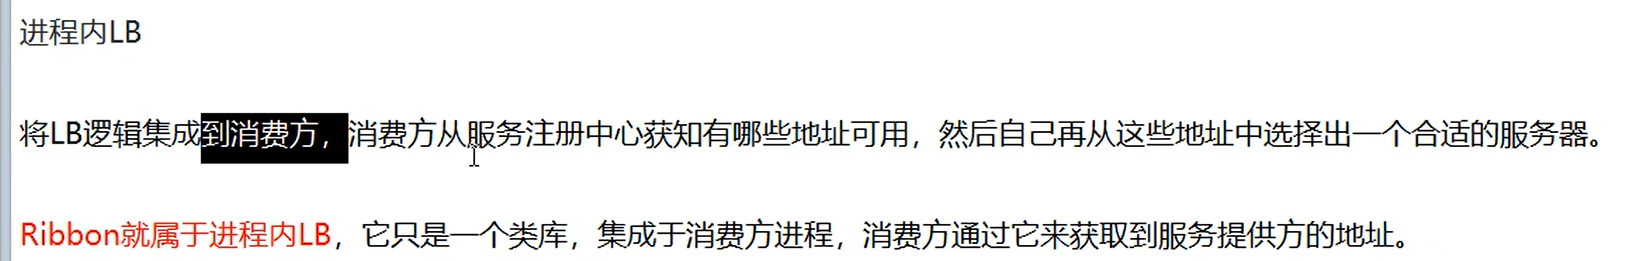 进程内LB
将LB逻辑集成到消费方，消费方从服务注册中心获知有哪些地址可用，然后自己再从这些地址中选择出一个合适的服务器。
Ribbon就属于进程内LB，它只是一个类库，集成于消费方进程，消费方通过它来获取到服务提供方的地址。